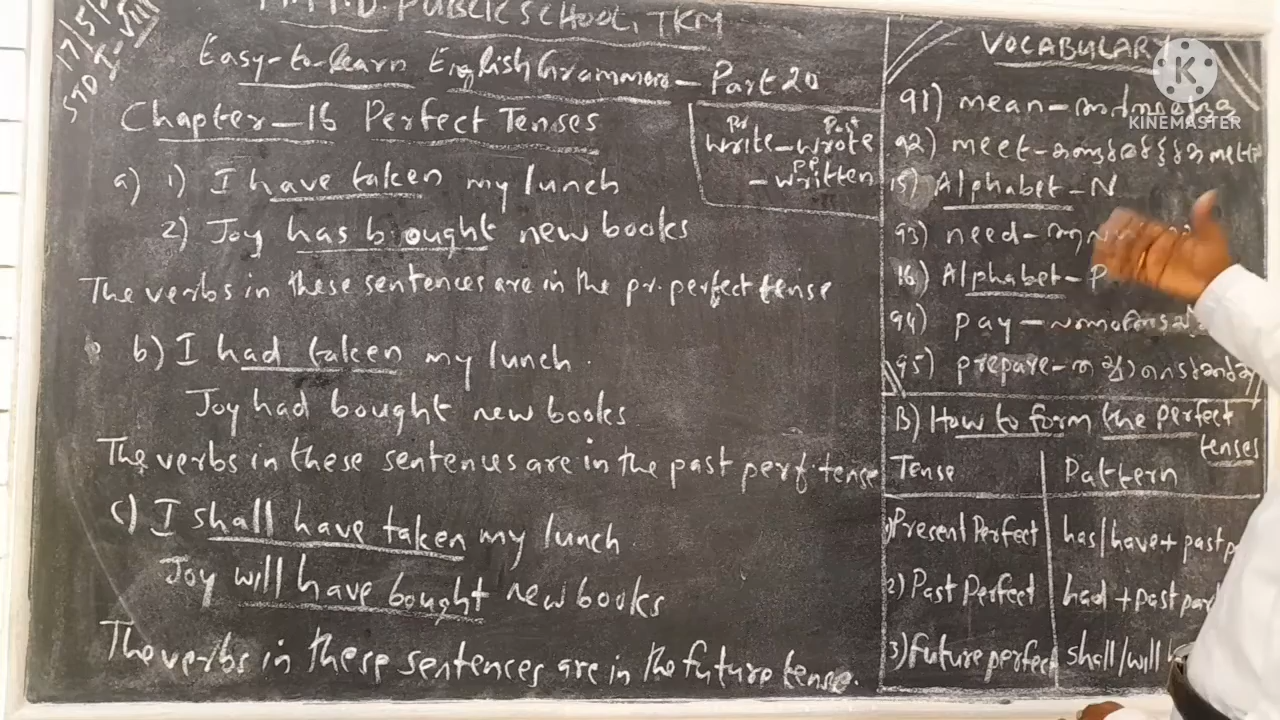 17/5/
STD I-VIII
PUBLIC SCHOOL, TKM
Easy-to-learn English Grammar - Part 20
Chapter-16 Perfect Tenses
write - wrote
pp
- written
a) 1) I have taken my lunch
2) Joy has bought new books
The verbs in these sentences are in the pr. perfect tense
b) I had taken my lunch.
Joy had bought new books
The verbs in these sentences are in the past perf. tense
c) I shall have taken my lunch
Joy will have bought new books
The verbs in these sentences are in the future tense.
VOCABULARY
KINEMASTER
91) mean -
92) meet -
15) Alphabet - N
93) need -
16) Alphabet - P
94) pay -
95) prepare -
B) How to form the perfect
tenses
Tense Pattern
1) Present Perfect has/have + past p
2) Past Perfect had + past par
3) Future perfect shall/will h